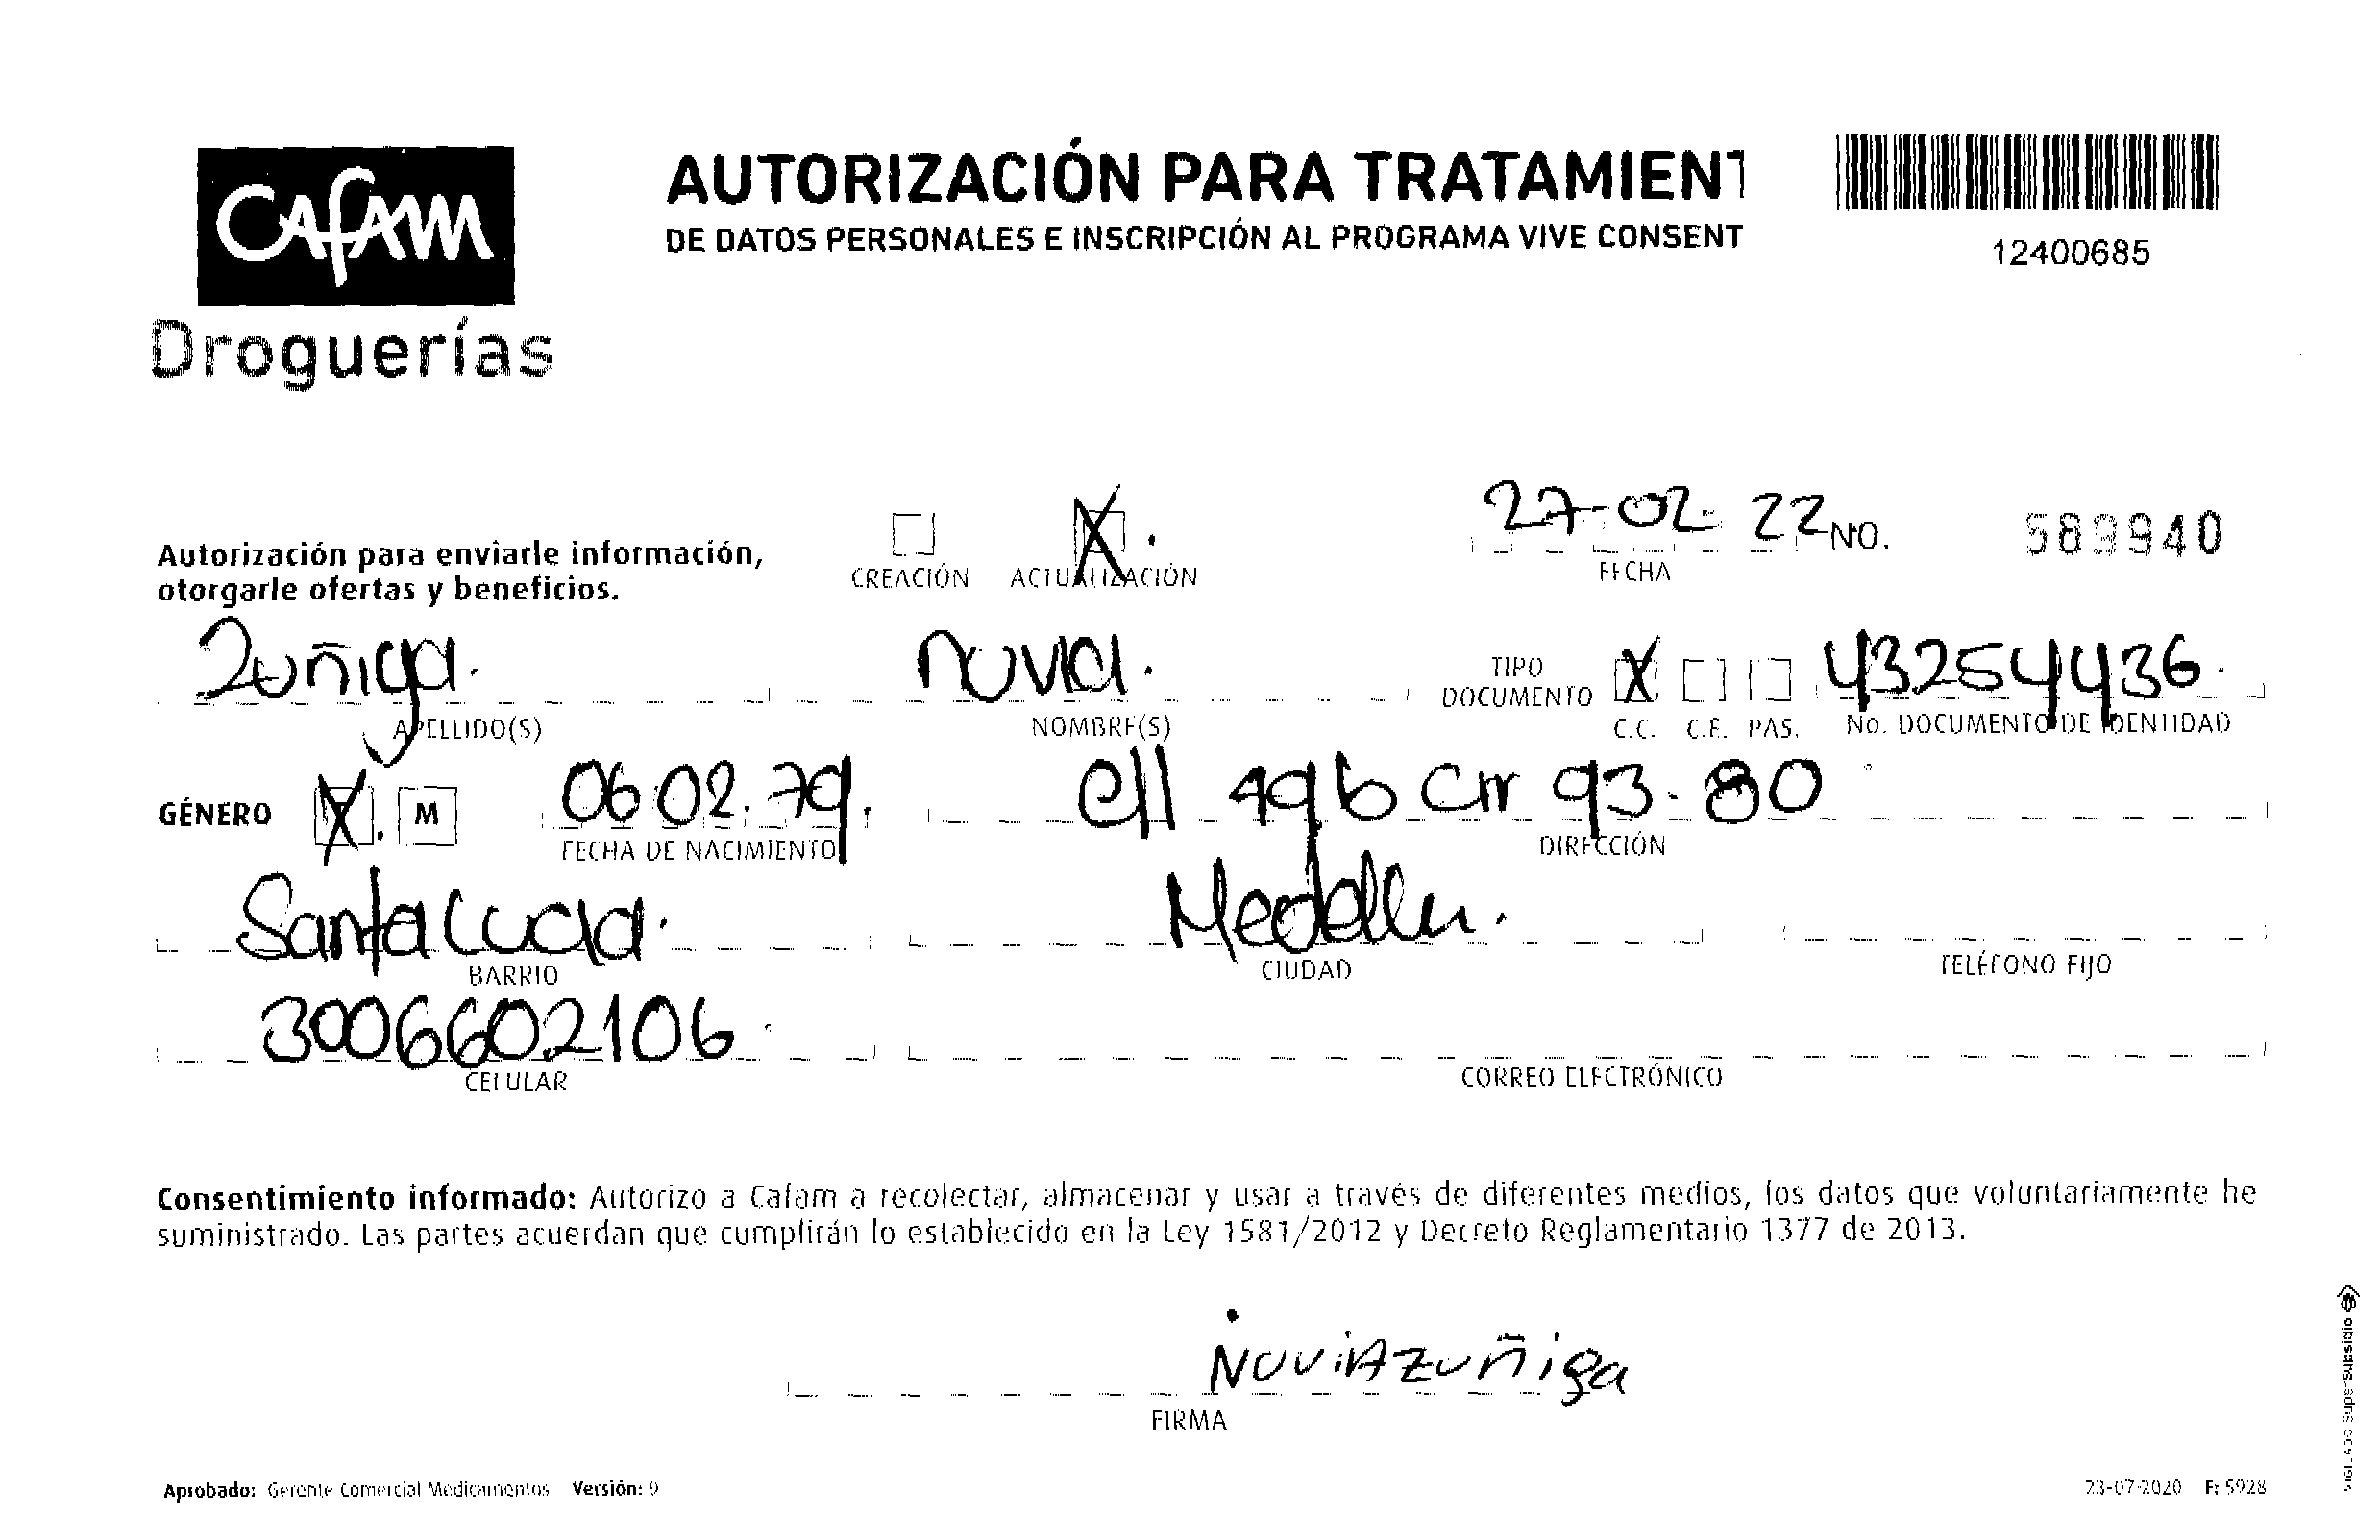 CAFAM
Droguerías
AUTORIZACIÓN PARA TRATAMIENT
DE DATOS PERSONALES E INSCRIPCIÓN AL PROGRAMA VIVE CONSENT
12400685
Autorización para enviarle información,
otorgarle ofertas y beneficios.
CREACIÓN X ACTUALIZACIÓN
27-02-22 NO. 589940
FECHA
Zuñiga. nuvia. TIPO DOCUMENTO X 43254436
APELLIDO(S) NOMBRE(S) C.C. C.E. PAS. No. DOCUMENTO DE IDENTIDAD
GÉNERO X M 06 02. 79. cll 49b crr 93-80
FECHA DE NACIMIENTO DIRECCIÓN
Santa Lucia. Medellin.
BARRIO CIUDAD TELÉFONO FIJO
3006602106
CELULAR CORREO ELECTRÓNICO
Consentimiento informado: Autorizo a Cafam a recolectar, almacenar y usar a través de diferentes medios, los datos que voluntariamente he
suministrado. Las partes acuerdan que cumplirán lo establecido en la Ley 1581/2012 y Decreto Reglamentario 1377 de 2013.
NUViA Zuñiga
FIRMA
Aprobado: Gerente Comercial Medicamentos Versión: 9
23-07-2020 F: 5928